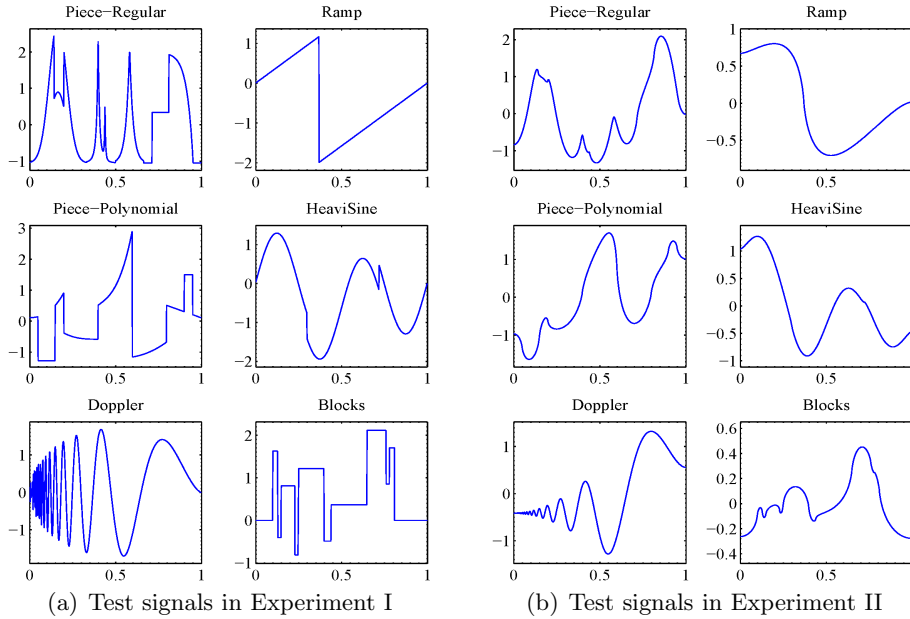 Piece-Regular
2
1
0
-1
0 0.5 1
Ramp
1
0
-1
-2
0 0.5 1
Piece-Polynomial
3
2
1
0
-1
0 0.5 1
HeaviSine
1
0
-1
-2
0 0.5 1
Doppler
1
0
-1
0 0.5 1
Blocks
2
1
0
0 0.5 1
(a) Test signals in Experiment I
Piece-Regular
2
1
0
-1
0 0.5 1
Ramp
1
0.5
0
-0.5
0 0.5 1
Piece-Polynomial
1
0
-1
0 0.5 1
HeaviSine
1.5
1
0.5
0
-0.5
-1
0 0.5 1
Doppler
1
0
-1
0 0.5 1
Blocks
0.6
0.4
0.2
0
-0.2
-0.4
0 0.5 1
(b) Test signals in Experiment II